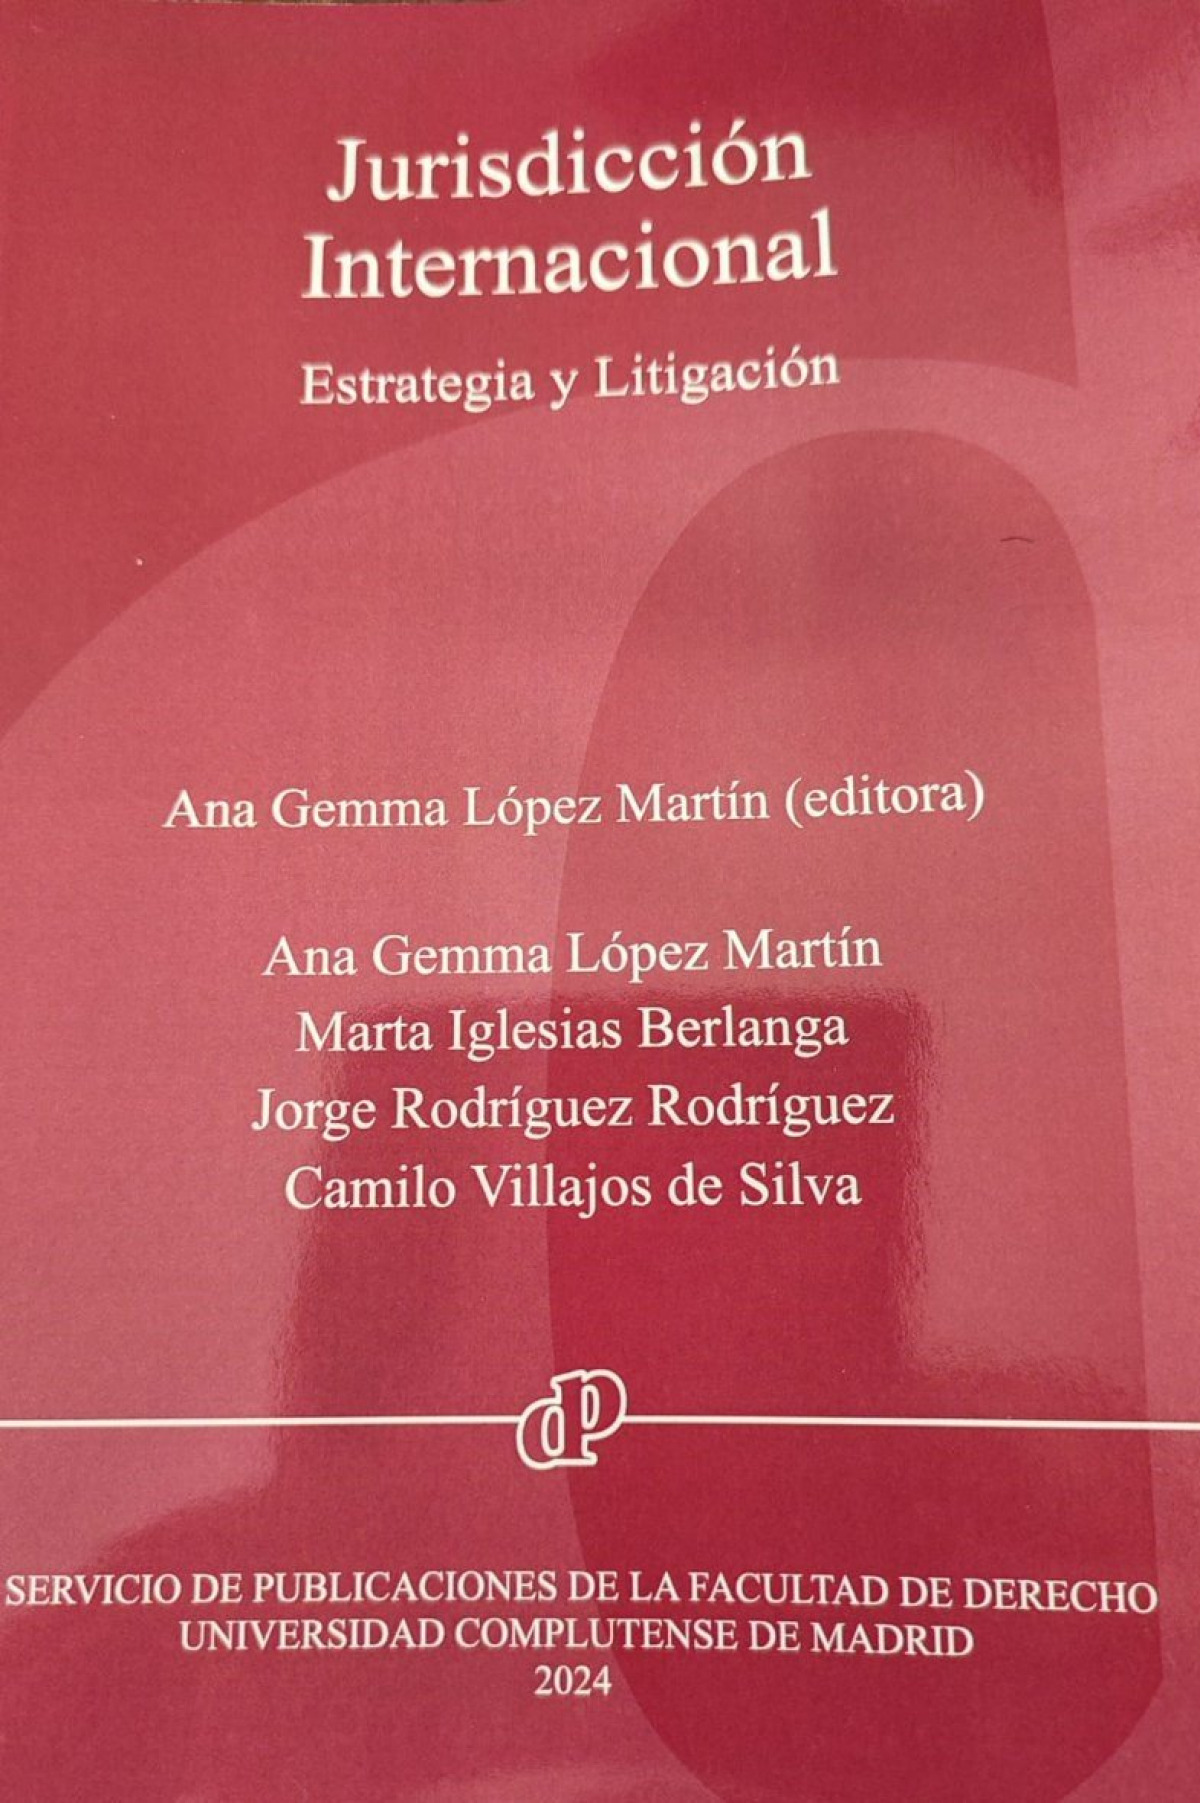 Jurisdicción
Internacional
Estrategia y Litigación
Ana Gemma López Martín (editora)
Ana Gemma López Martín
Marta Iglesias Berlanga
Jorge Rodríguez Rodríguez
Camilo Villajos de Silva
dp
SERVICIO DE PUBLICACIONES DE LA FACULTAD DE DERECHO
UNIVERSIDAD COMPLUTENSE DE MADRID
2024